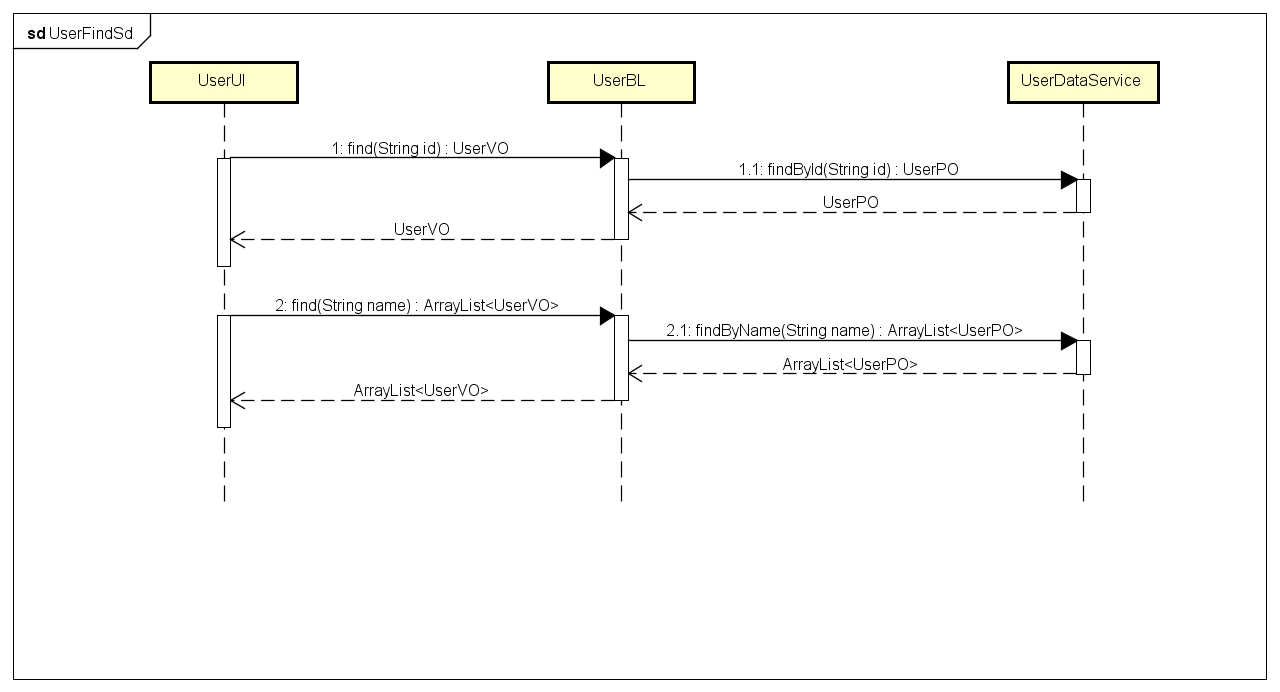 sd UserFindSd
UserUI
UserBL
UserDataService
1: find(String id) : UserVO
1.1: findById(String id) : UserPO
UserPO
UserVO
2: find(String name) : ArrayList<UserVO>
2.1: findByName(String name) : ArrayList<UserPO>
ArrayList<UserPO>
ArrayList<UserVO>